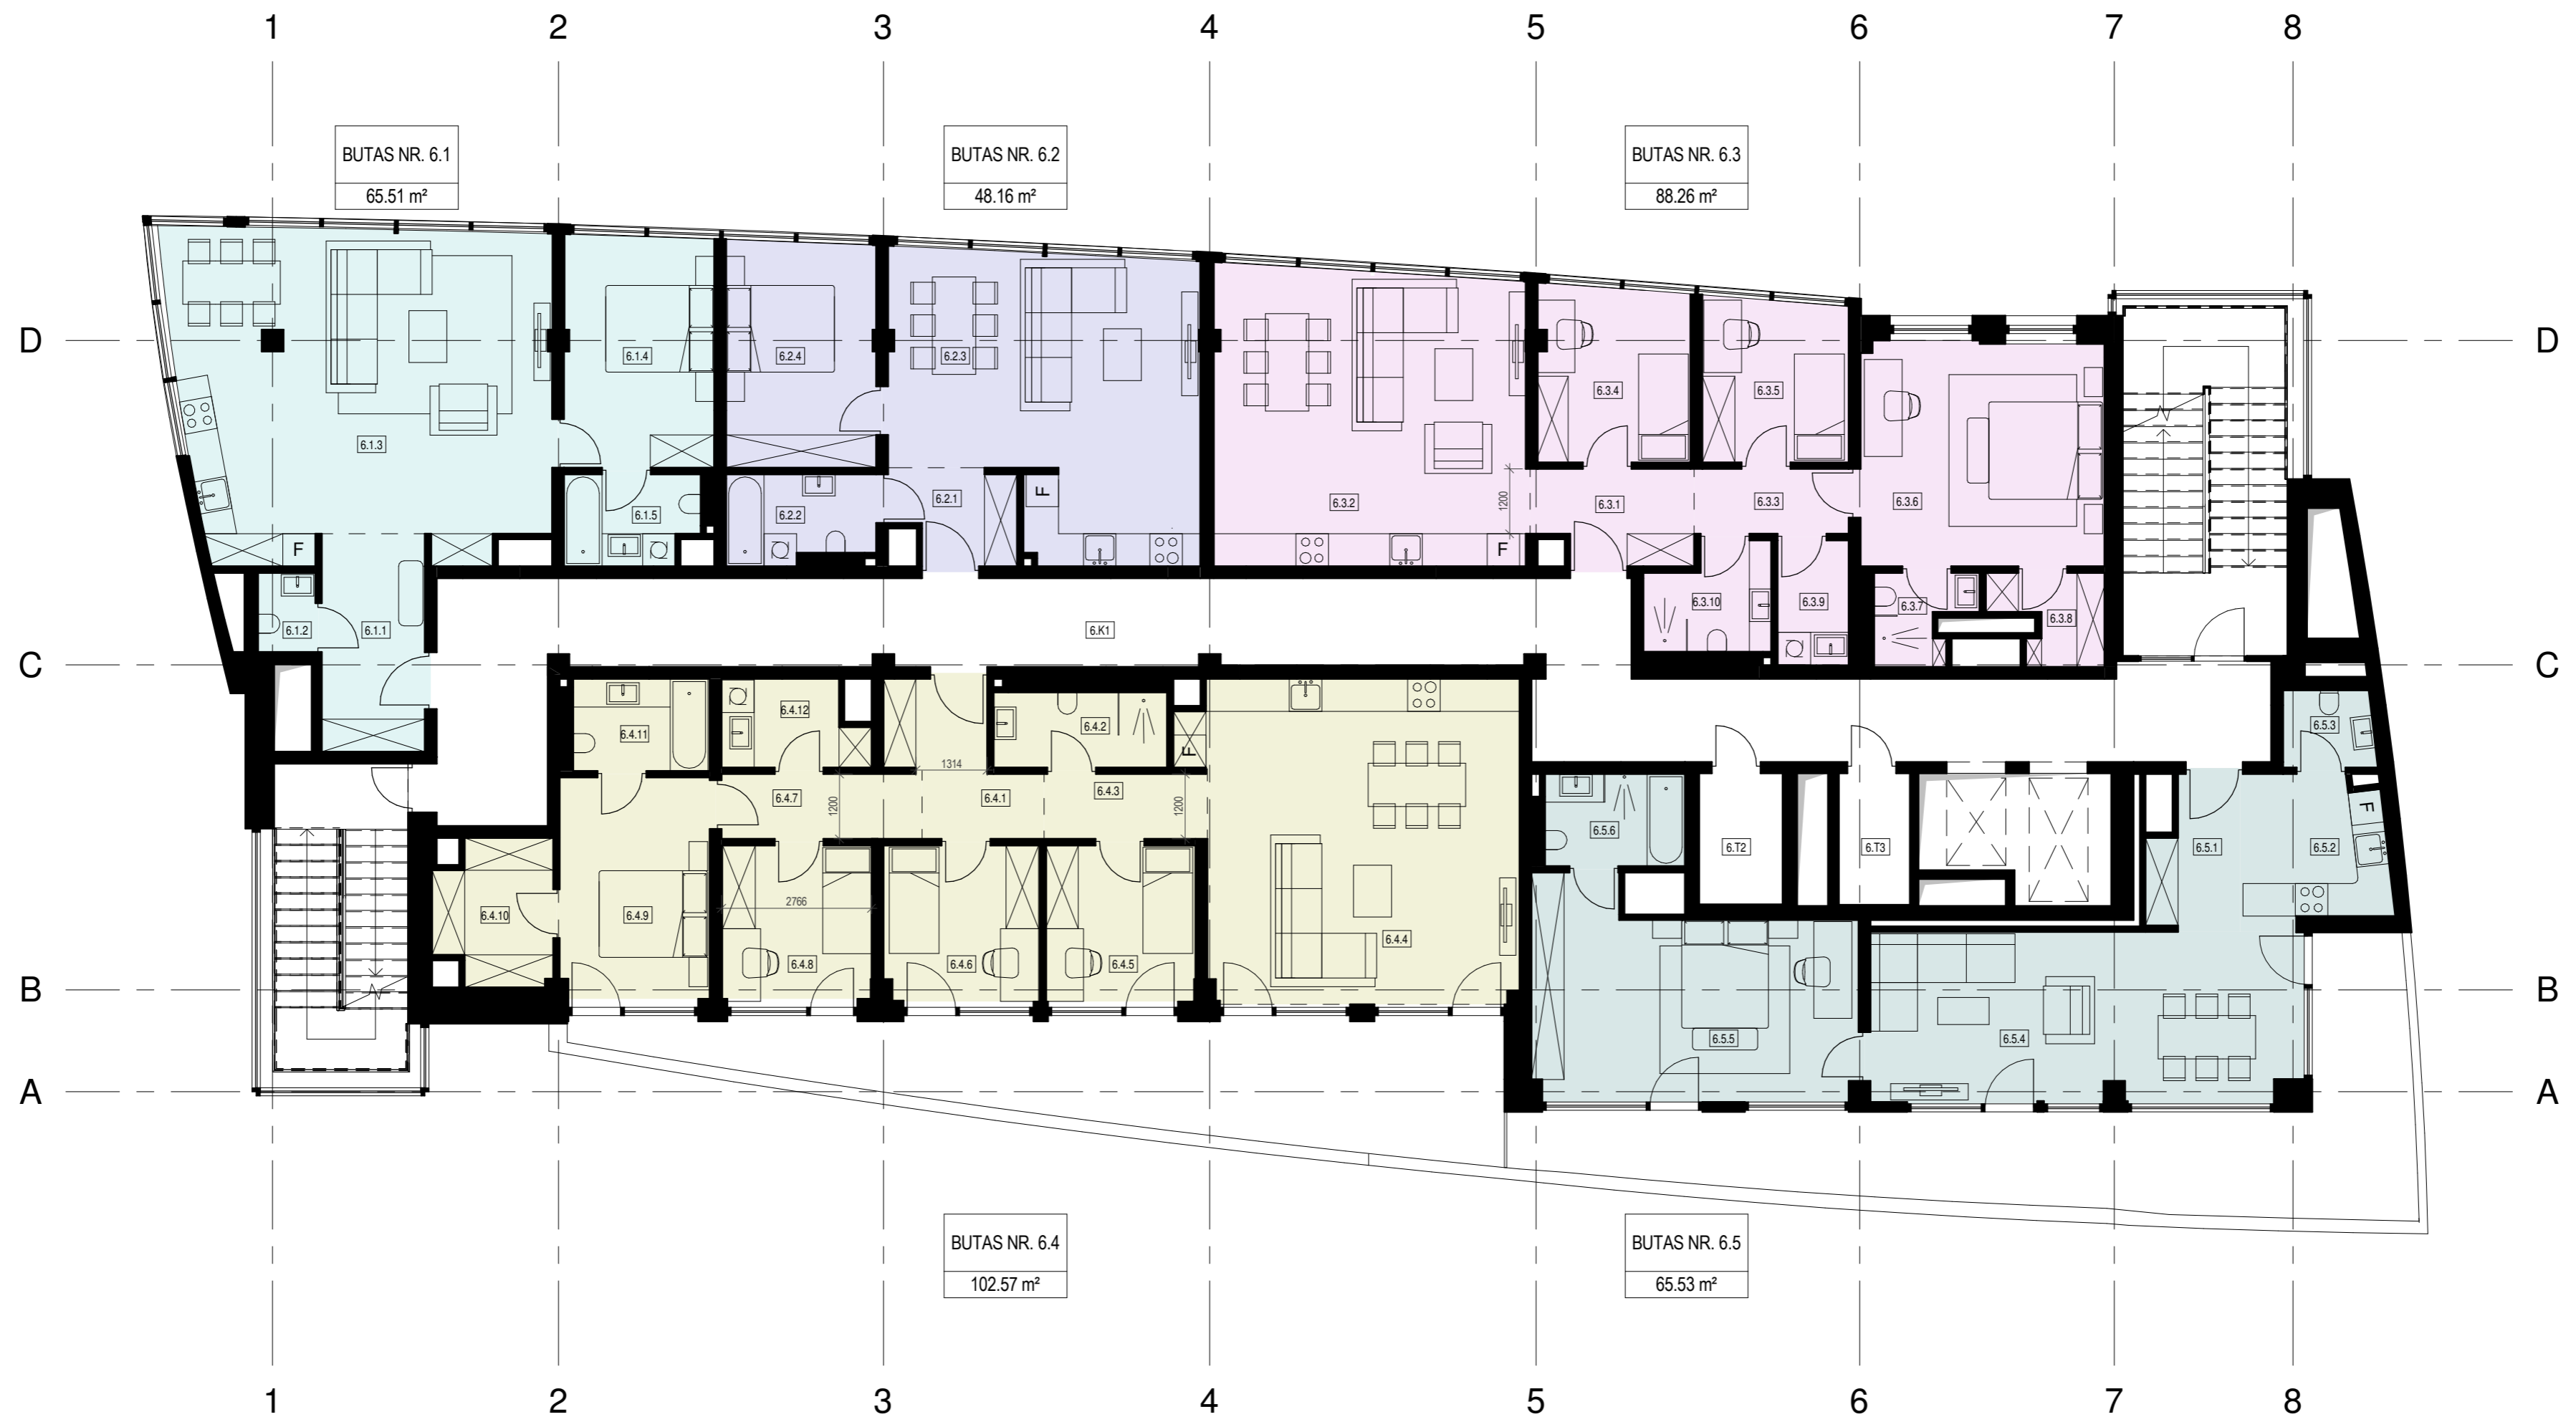 1 2 3 4 5 6 7 8
BUTAS NR. 6.1
65.51 m²
BUTAS NR. 6.2
48.16 m²
BUTAS NR. 6.3
88.26 m²
D
D
6.1.4
6.2.4
6.2.3
6.3.4
6.3.5
6.1.3
6.1.5
6.2.2
6.2.1
F
6.3.2
1200
6.3.1
6.3.3
6.3.6
F
F
6.1.2
6.1.1
6.K1
6.3.10
6.3.9
6.3.7
6.3.8
C
C
6.4.11
6.4.12
6.4.2
F
6.5.3
1314
6.4.7
1200
6.4.1
6.4.3
1200
F
6.5.6
6.T2
6.T3
6.5.1
6.5.2
6.4.10
6.4.9
2766
6.4.8
6.4.6
6.4.5
6.4.4
B
B
6.5.5
6.5.4
A
A
BUTAS NR. 6.4
102.57 m²
BUTAS NR. 6.5
65.53 m²
1 2 3 4 5 6 7 8